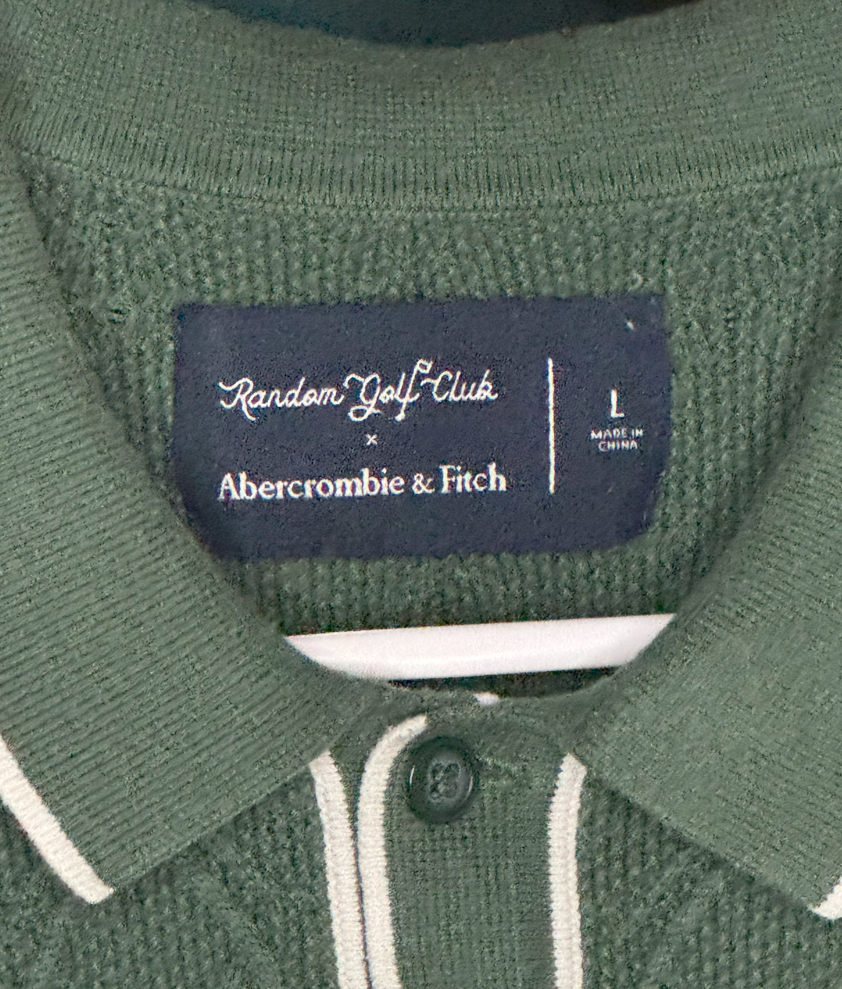 Random Golf Club
x
Abercrombie & Fitch
L
MADE IN
CHINA